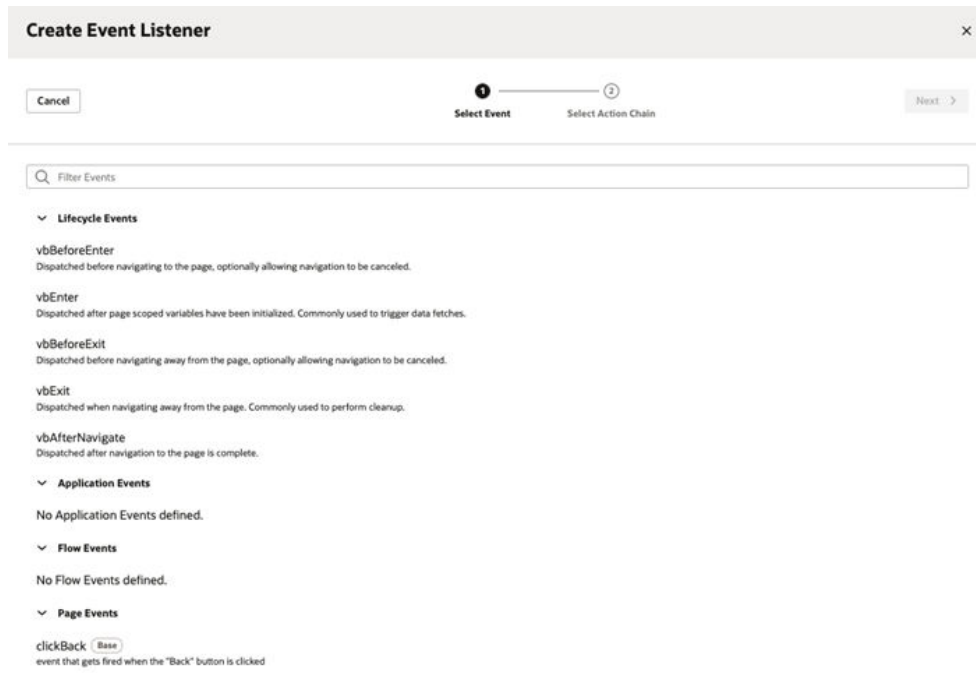 Create Event Listener
×
Cancel
1
2
Select Event
Select Action Chain
Next >
Filter Events
Lifecycle Events
vbBeforeEnter
Dispatched before navigating to the page, optionally allowing navigation to be canceled.
vbEnter
Dispatched after page scoped variables have been initialized. Commonly used to trigger data fetches.
vbBeforeExit
Dispatched before navigating away from the page, optionally allowing navigation to be canceled.
vbExit
Dispatched when navigating away from the page. Commonly used to perform cleanup.
vbAfterNavigate
Dispatched after navigation to the page is complete.
Application Events
No Application Events defined.
Flow Events
No Flow Events defined.
Page Events
clickBack Base
event that gets fired when the "Back" button is clicked